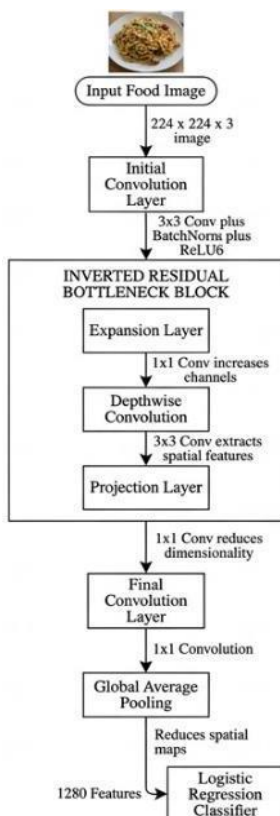 Input Food Image
224 x 224 x 3
image
Initial
Convolution
Layer
3x3 Conv plus
BatchNorm plus
ReLU6
INVERTED RESIDUAL
BOTTLENECK BLOCK
Expansion Layer
1x1 Conv increases
channels
Depthwise
Convolution
3x3 Conv extracts
spatial features
Projection Layer
1x1 Conv reduces
dimensionality
Final
Convolution
Layer
1x1 Convolution
Global Average
Pooling
Reduces spatial
maps
1280 Features
Logistic
Regression
Classifier